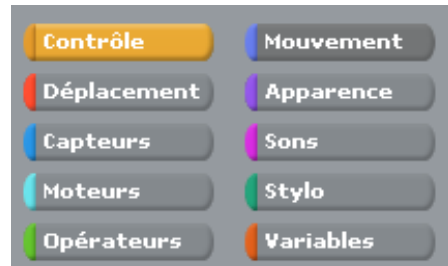 Contrôle
Mouvement
Déplacement
Apparence
Capteurs
Sons
Moteurs
Stylo
Opérateurs
Variables